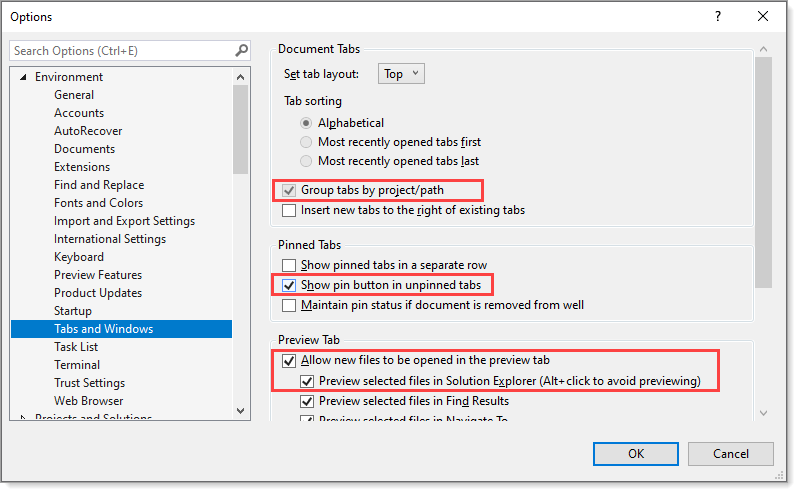 Options
?
Search Options (Ctrl+E)
Environment
General
Accounts
AutoRecover
Documents
Extensions
Find and Replace
Fonts and Colors
Import and Export Settings
International Settings
Keyboard
Preview Features
Product Updates
Startup
Tabs and Windows
Task List
Terminal
Trust Settings
Web Browser
Projects and Solutions
Document Tabs
Set tab layout: Top
Tab sorting
Alphabetical
Most recently opened tabs first
Most recently opened tabs last
Group tabs by project/path
Insert new tabs to the right of existing tabs
Pinned Tabs
Show pinned tabs in a separate row
Show pin button in unpinned tabs
Maintain pin status if document is removed from well
Preview Tab
Allow new files to be opened in the preview tab
Preview selected files in Solution Explorer (Alt+click to avoid previewing)
Preview selected files in Find Results
Preview selected files in Navigate To
OK
Cancel